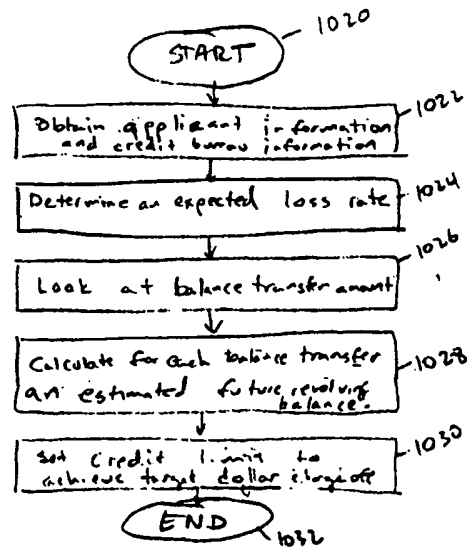 START
1020
Obtain applicant information
and credit bureau information
1022
Determine an expected loss rate
1024
Look at balance transfer amount
1026
Calculate for each balance transfer
an estimated future revolving
balance.
1028
Set Credit limit to
achieve target dollar chargeoff
1030
END
1032